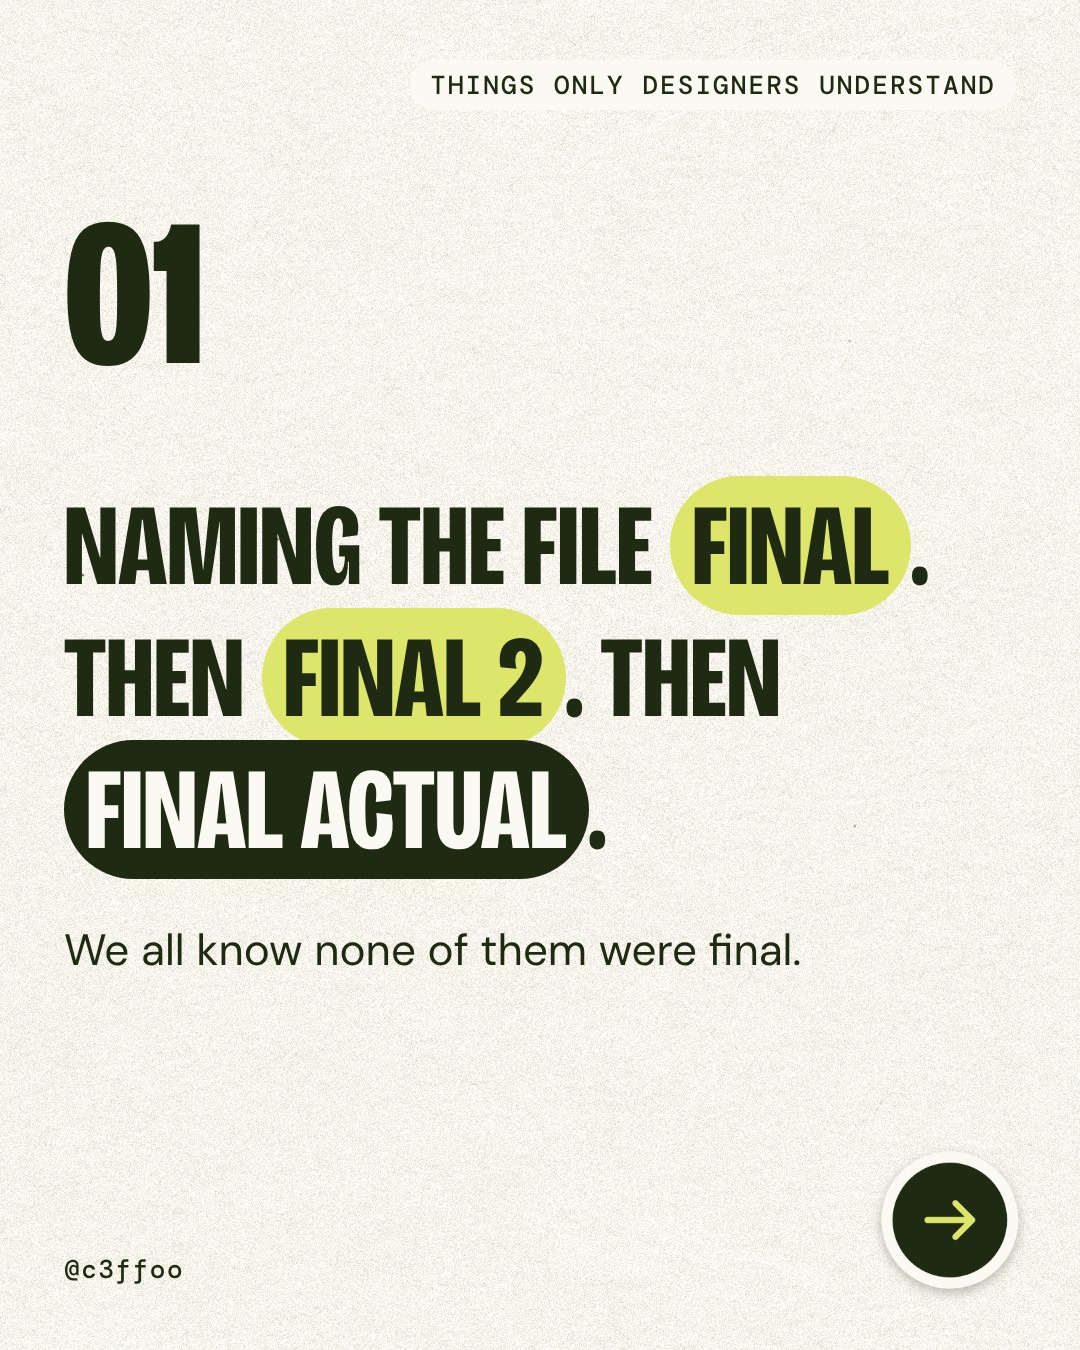 THINGS ONLY DESIGNERS UNDERSTAND
01
NAMING THE FILE FINAL.
THEN FINAL 2. THEN
FINAL ACTUAL.
We all know none of them were final.
@c3ffoo